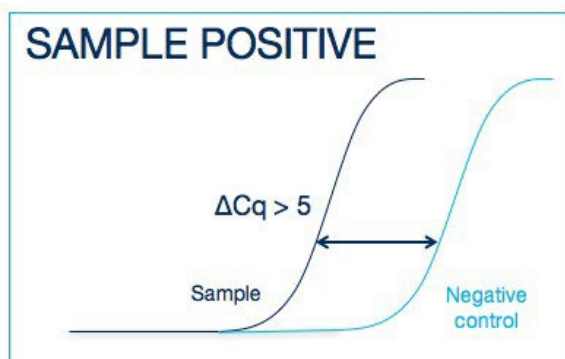 SAMPLE POSITIVE
ΔCq > 5
Sample
Negative
control